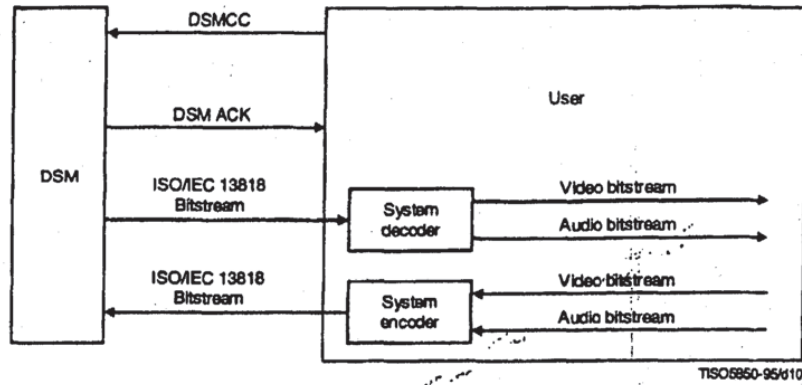 DSMCC
User
DSM ACK
DSM
ISO/IEC 13818
Bitstream
System
decoder
Video bitstream
Audio bitstream
ISO/IEC 13818
Bitstream
System
encoder
Video bitstream
Audio bitstream
TISO5850-95/d10